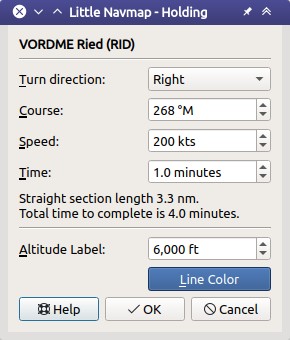 Little Navmap - Holding
VORDME Ried (RID)
Turn direction: Right
Course: 268 °M
Speed: 200 kts
Time: 1.0 minutes
Straight section length 3.3 nm.
Total time to complete is 4.0 minutes.
Altitude Label: 6,000 ft
Line Color
Help OK Cancel